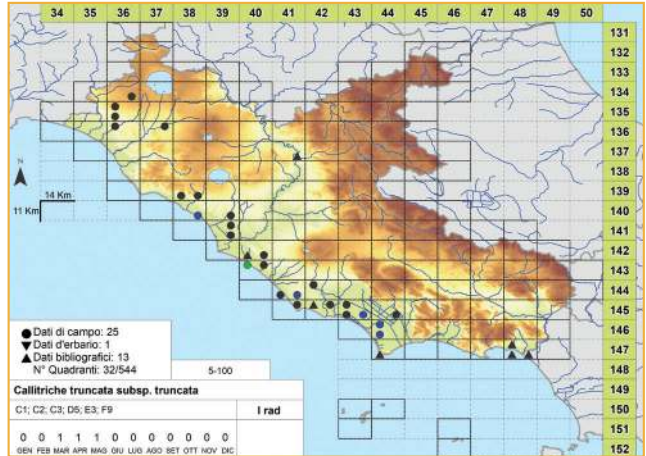 34 35 36 37 38 39 40 41 42 43 44 45 46 47 48 49 50
131
132
133
134
135
136
137
138
139
140
141
142
143
144
145
146
147
148
149
150
151
152
N
14 Km
11 Km
Dati di campo: 25
Dati d'erbario: 1
Dati bibliografici: 13
N° Quadranti: 32/544
5-100
Callitriche truncata subsp. truncata
C1; C2; C3; D5; E3; F9
I rad
0 0 1 1 1 0 0 0 0 0 0 0
GEN FEB MAR APR MAG GIU LUG AGO SET OTT NOV DIC